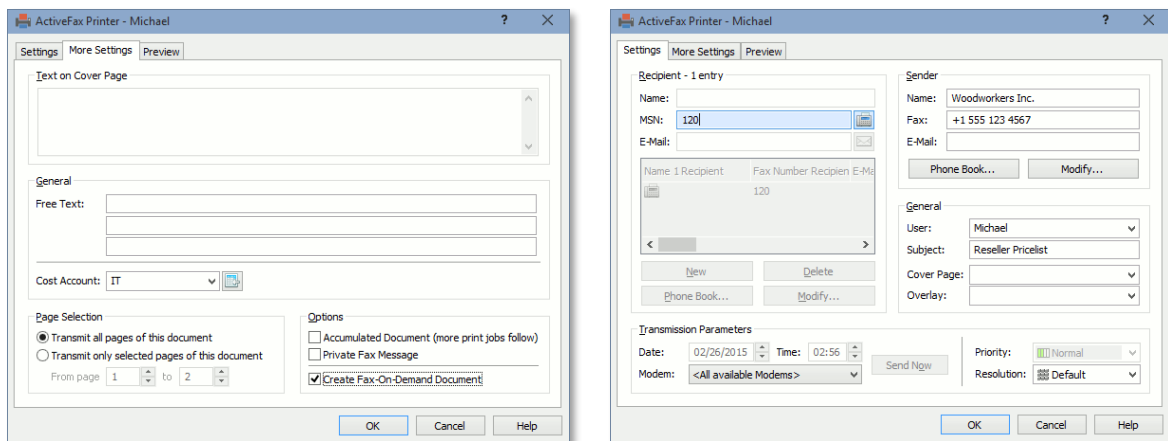 ActiveFax Printer - Michael
Settings More Settings Preview
Text on Cover Page
General
Free Text:
Cost Account: IT
Page Selection
Transmit all pages of this document
Transmit only selected pages of this document
From page 1 to 2
Options
Accumulated Document (more print jobs follow)
Private Fax Message
Create Fax-On-Demand Document
OK Cancel Help
ActiveFax Printer - Michael
Settings More Settings Preview
Recipient - 1 entry
Name:
MSN: 120
E-Mail:
Name 1 Recipient Fax Number Recipien E-Ma
120
New Delete
Phone Book... Modify...
Sender
Name: Woodworkers Inc.
Fax: +1 555 123 4567
E-Mail:
Phone Book... Modify...
General
User: Michael
Subject: Reseller Pricelist
Cover Page:
Overlay:
Transmission Parameters
Date: 02/26/2015 Time: 02:56
Modem: <All available Modems>
Send Now
Priority: Normal
Resolution: Default
OK Cancel Help